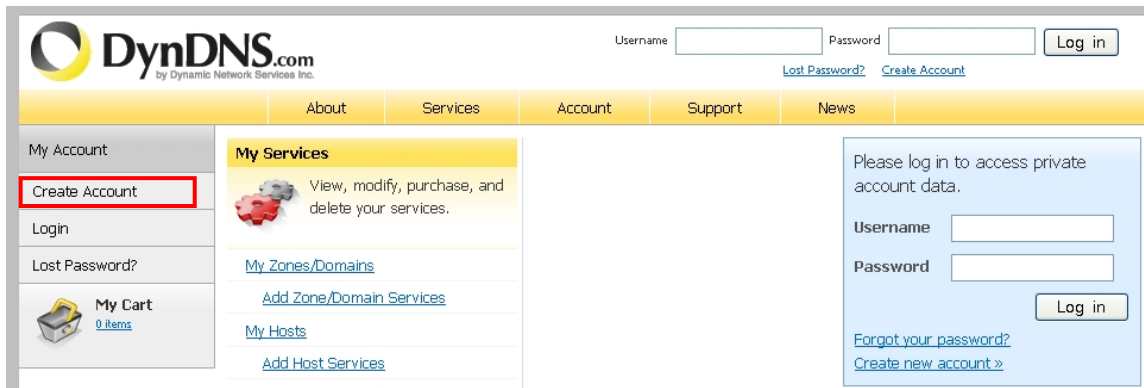 DynDNS.com
by Dynamic Network Services Inc.
Username Password Log in
Lost Password? Create Account
About Services Account Support News
My Account
Create Account
Login
Lost Password?
My Cart
0 items
My Services
View, modify, purchase, and
delete your services.
My Zones/Domains
Add Zone/Domain Services
My Hosts
Add Host Services
Please log in to access private
account data.
Username
Password
Log in
Forgot your password?
Create new account »